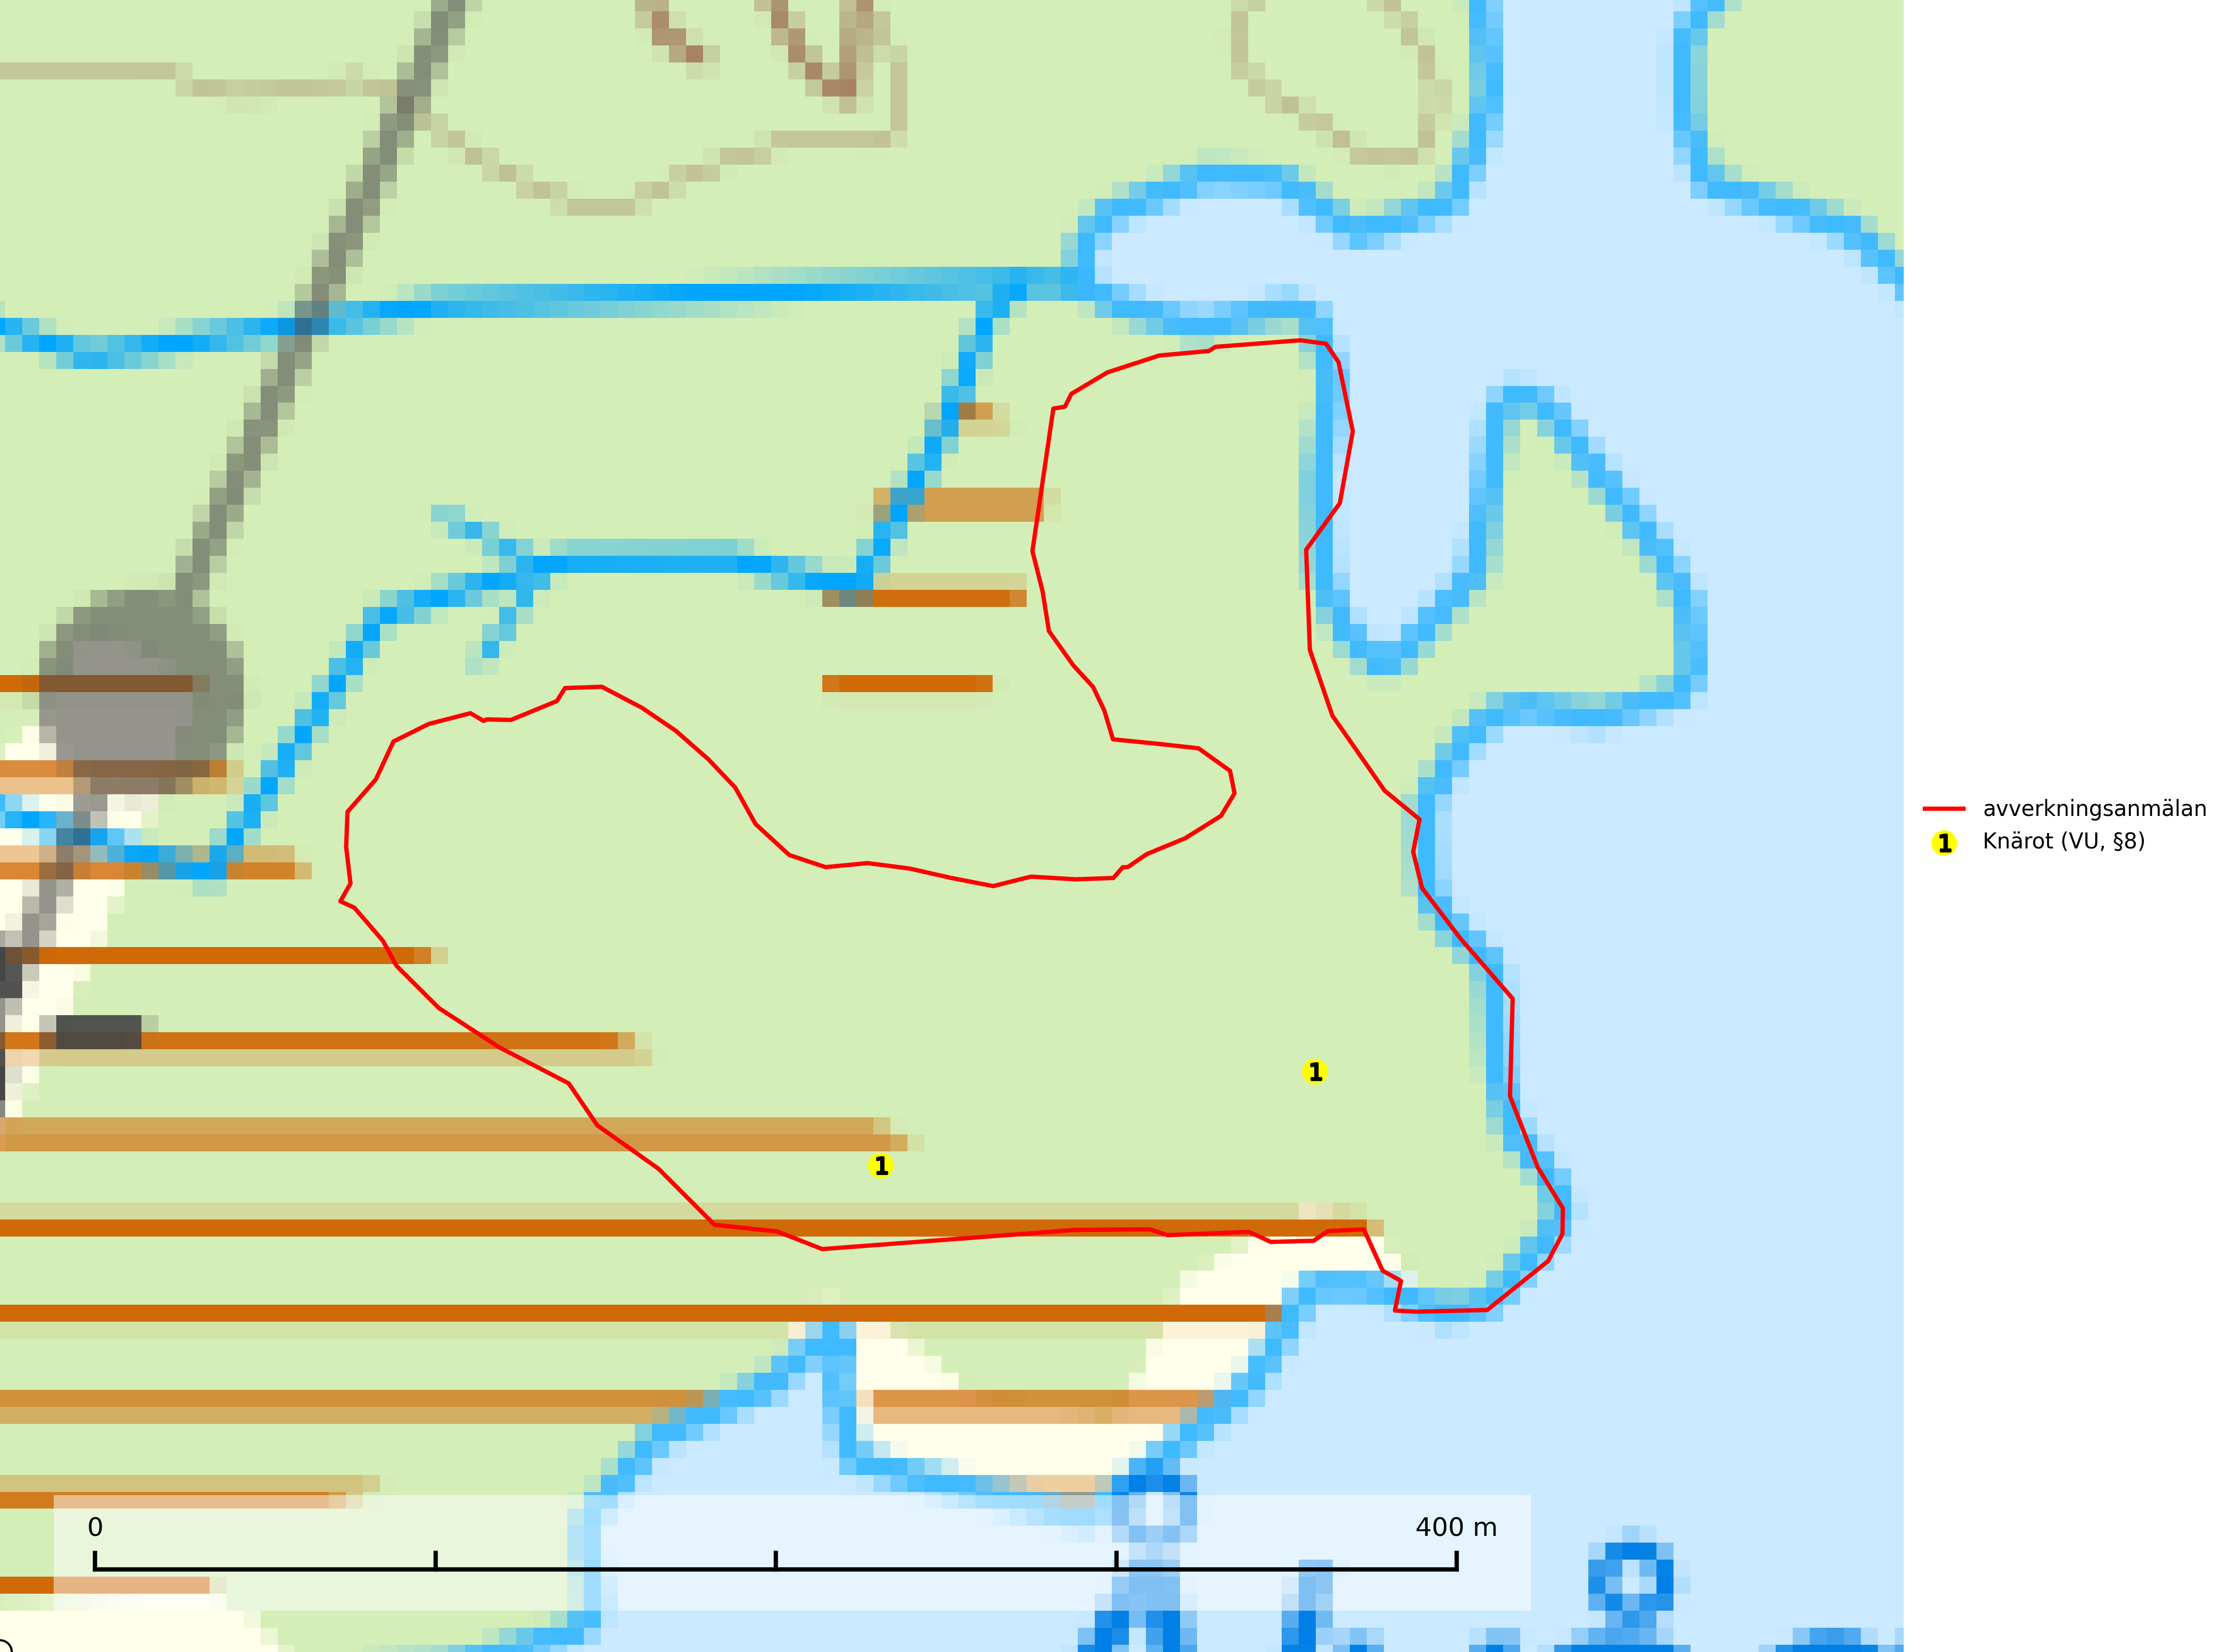 avverkningsanmälan
1 Knärot (VU, §8)
1
1
0 400 m